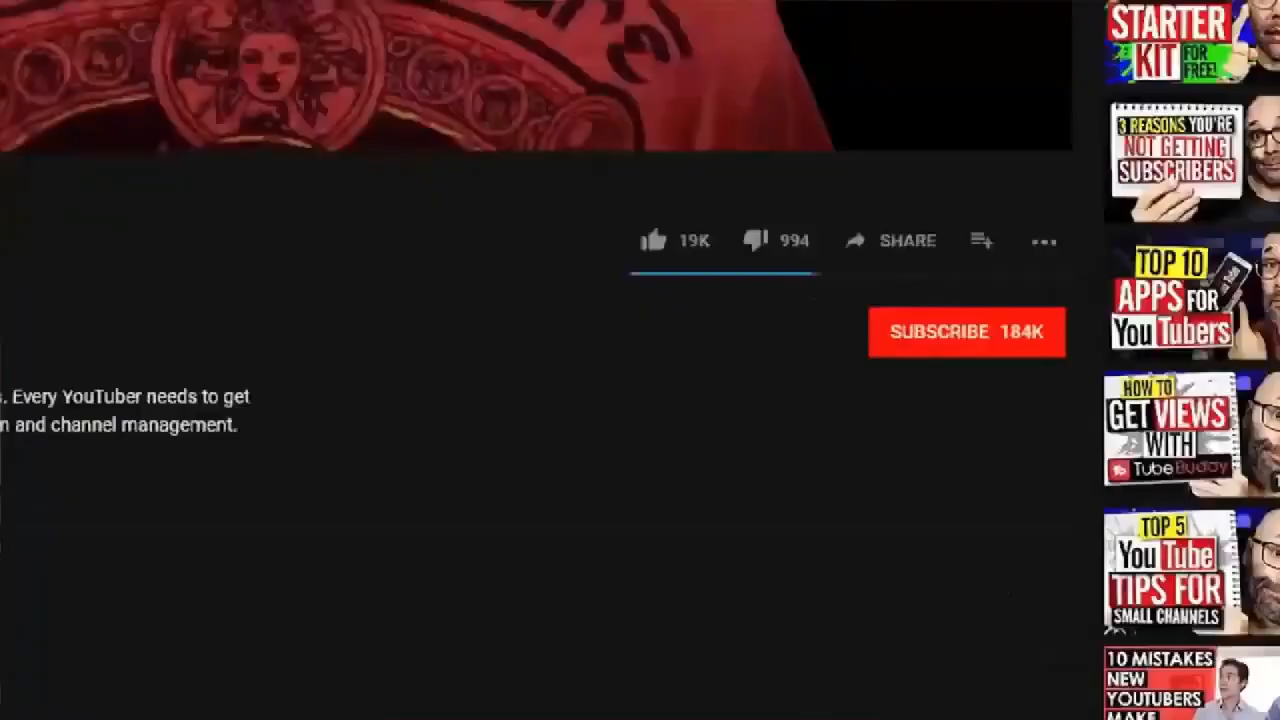 19K 994 SHARE
SUBSCRIBE 184K
. Every YouTuber needs to get
and channel management.
STARTER
KIT FOR
FREE!
3 REASONS YOU'RE
NOT GETTING
SUBSCRIBERS
TOP 10
APPS FOR
YouTubers
HOW TO
GET VIEWS
WITH
TubeBuddy
TOP 5
YouTube
TIPS FOR
SMALL CHANNELS
10 MISTAKES
NEW
YOUTUBERS
MAKE